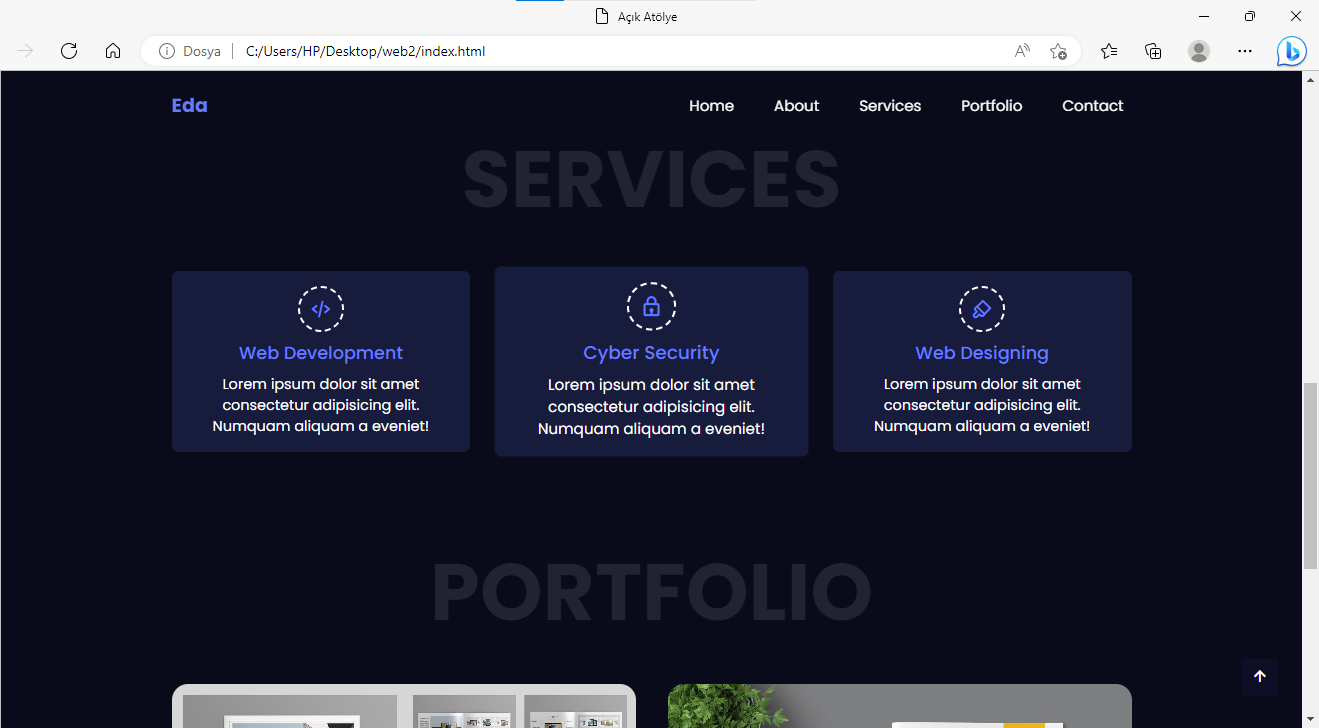 Açık Atölye
Dosya C:/Users/HP/Desktop/web2/index.html
Eda Home About Services Portfolio Contact
SERVICES
Web Development
Lorem ipsum dolor sit amet
consectetur adipisicing elit.
Numquam aliquam a eveniet!
Cyber Security
Lorem ipsum dolor sit amet
consectetur adipisicing elit.
Numquam aliquam a eveniet!
Web Designing
Lorem ipsum dolor sit amet
consectetur adipisicing elit.
Numquam aliquam a eveniet!
PORTFOLIO